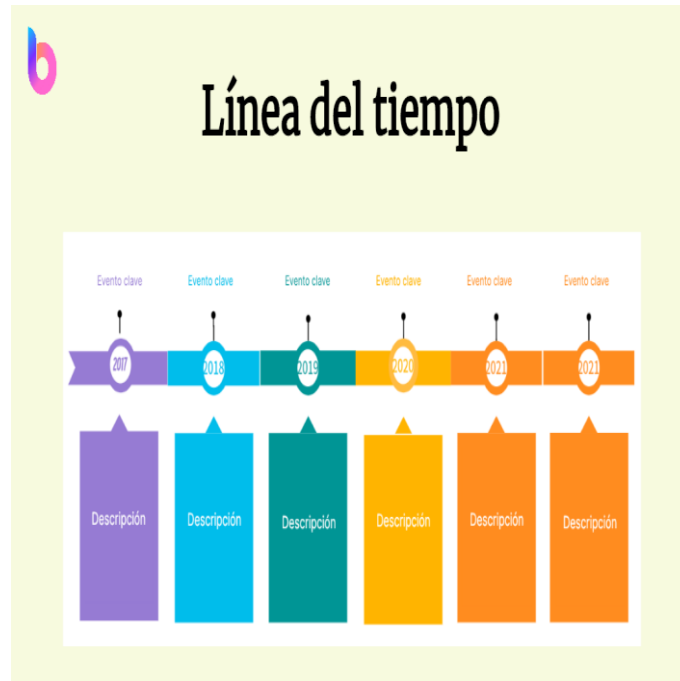 b
Línea del tiempo
Evento clave Evento clave Evento clave Evento clave Evento clave Evento clave
2017 2018 2019 2020 2021 2021
Descripción Descripción Descripción Descripción Descripción Descripción